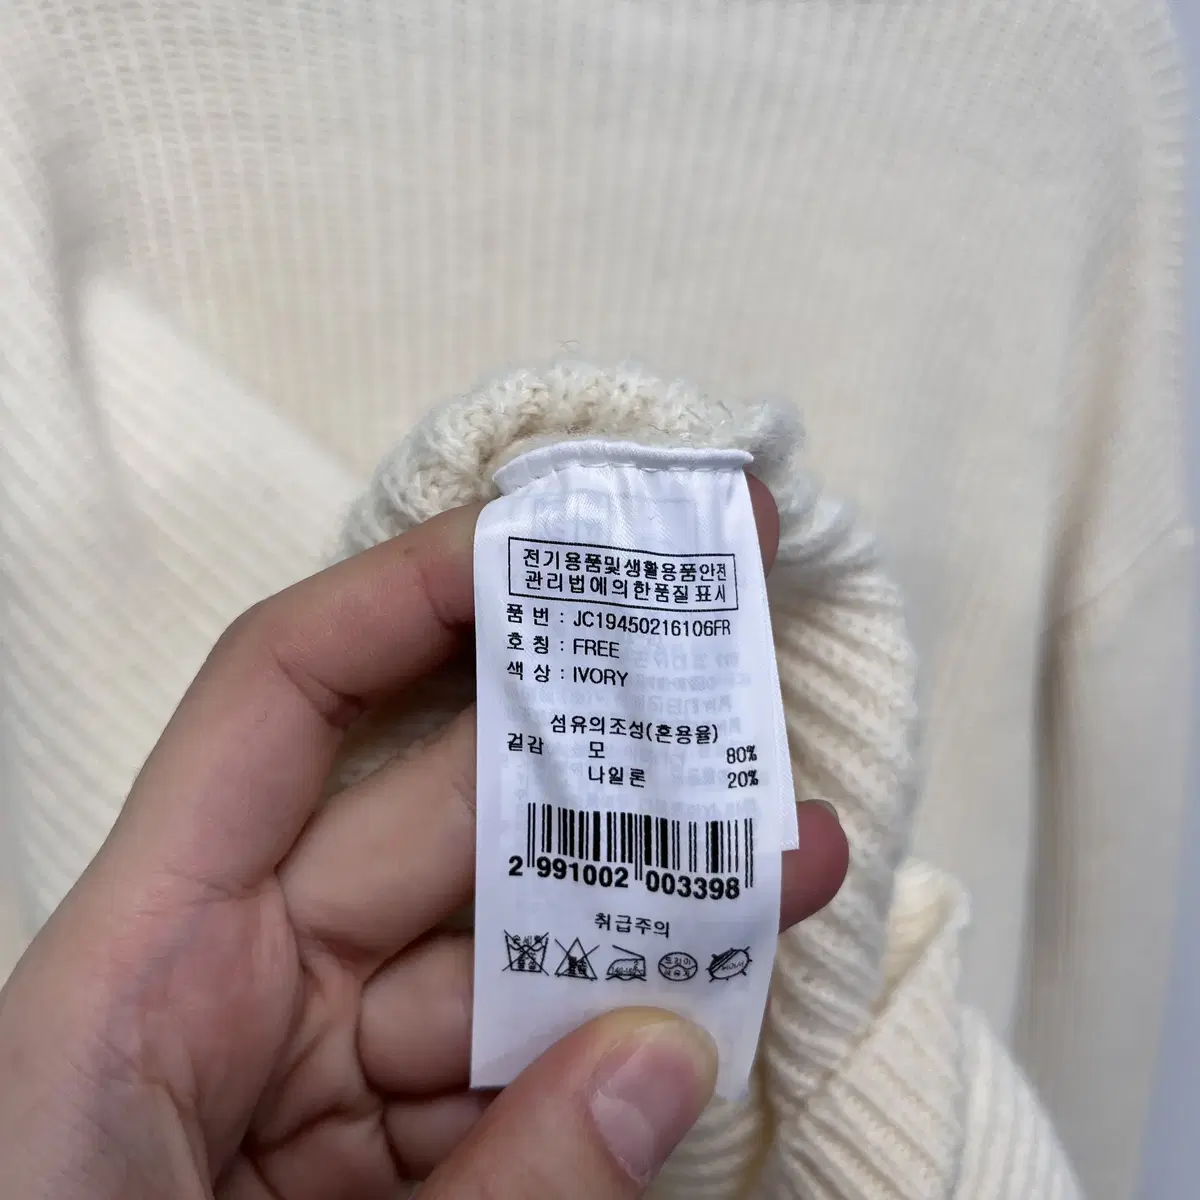 전기용품및생활용품안전
관리법에의한품질표시
품 번 : JC19450216106FR
호 칭 : FREE
색 상 : IVORY
섬유의조성(혼용율)
겉감 모 80%
나일론 20%
2 991002 003398
취급주의